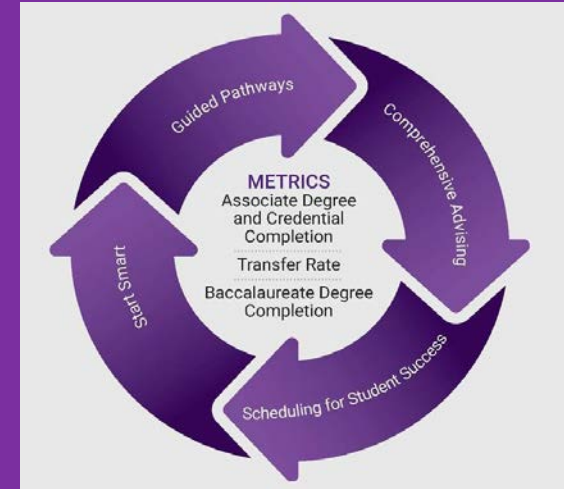 Guided Pathways
Comprehensive Advising
METRICS
Associate Degree
and Credential
Completion
Transfer Rate
Baccalaureate Degree
Completion
Start Smart
Scheduling for Student Success